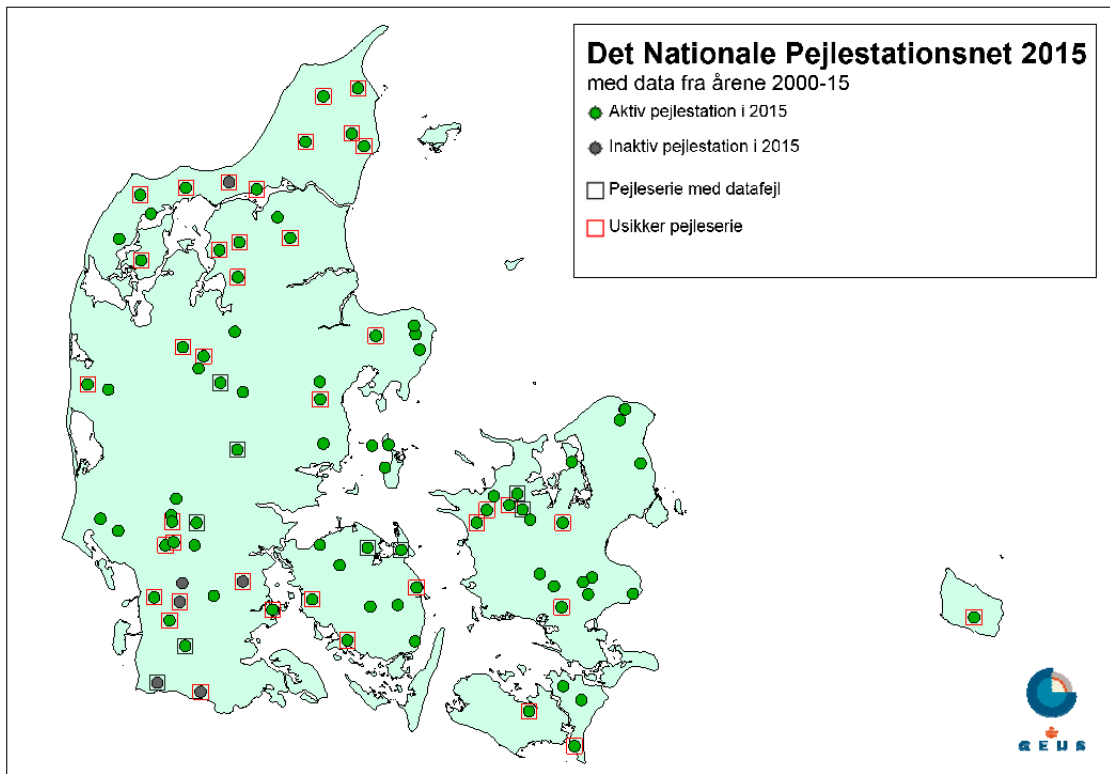 Det Nationale Pejlestationsnet 2015
med data fra årene 2000-15
Aktiv pejlestation i 2015
Inaktiv pejlestation i 2015
Pejleserie med datafejl
Usikker pejleserie
GEUS